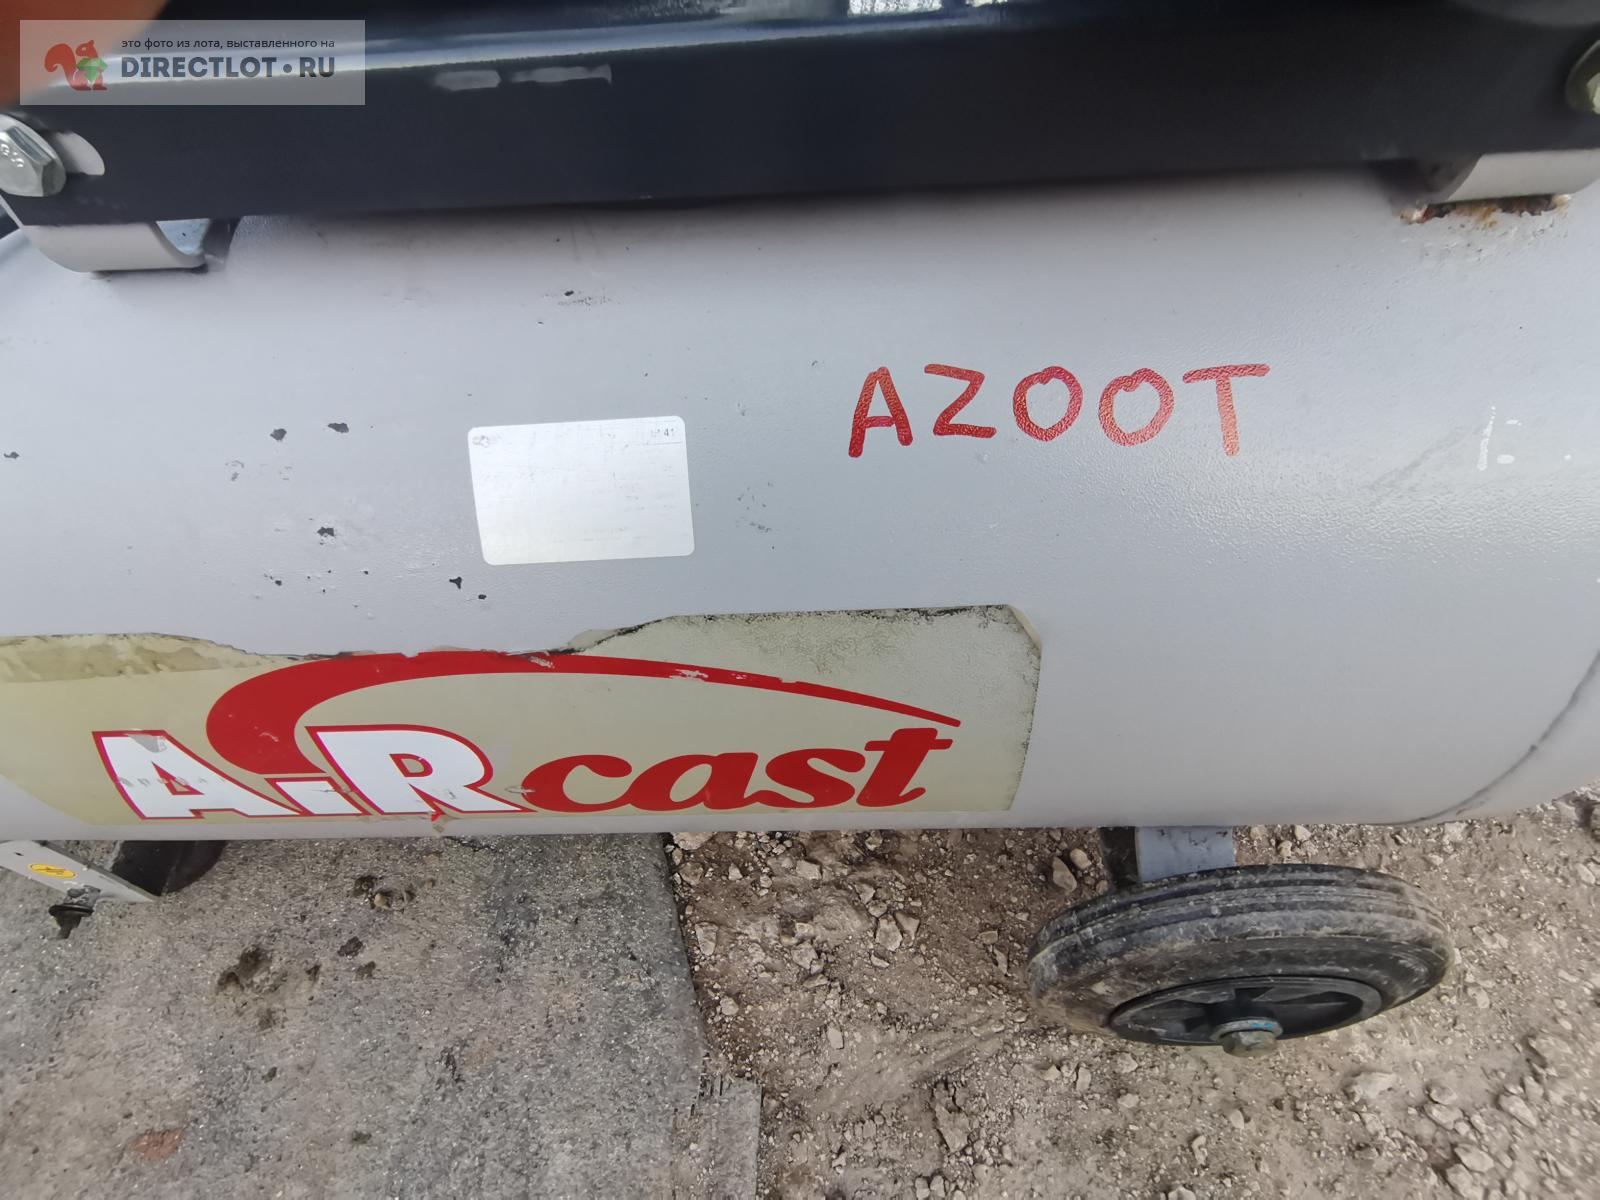 это фото из лота, выставленного на
DIRECTLOT•RU
AZOOT
AiRcast